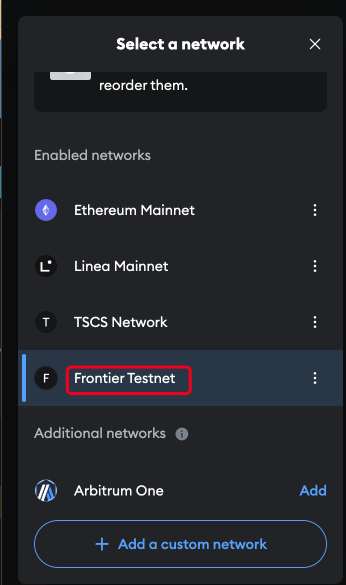 Select a network
reorder them.
Enabled networks
Ethereum Mainnet
L
Linea Mainnet
T
TSCS Network
F
Frontier Testnet
Additional networks
Arbitrum One
Add
+ Add a custom network